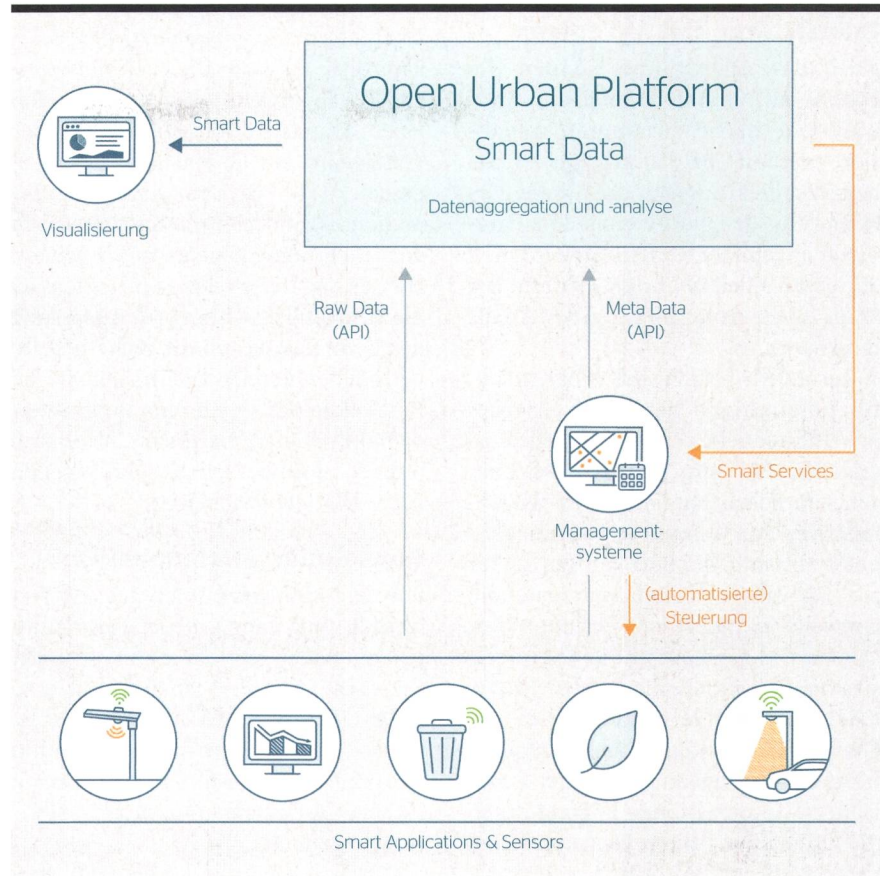 Open Urban Platform
Smart Data
Datenaggregation und -analyse
Smart Data
Visualisierung
Raw Data
(API)
Meta Data
(API)
Smart Services
Management-
systeme
(automatisierte)
Steuerung
Smart Applications & Sensors